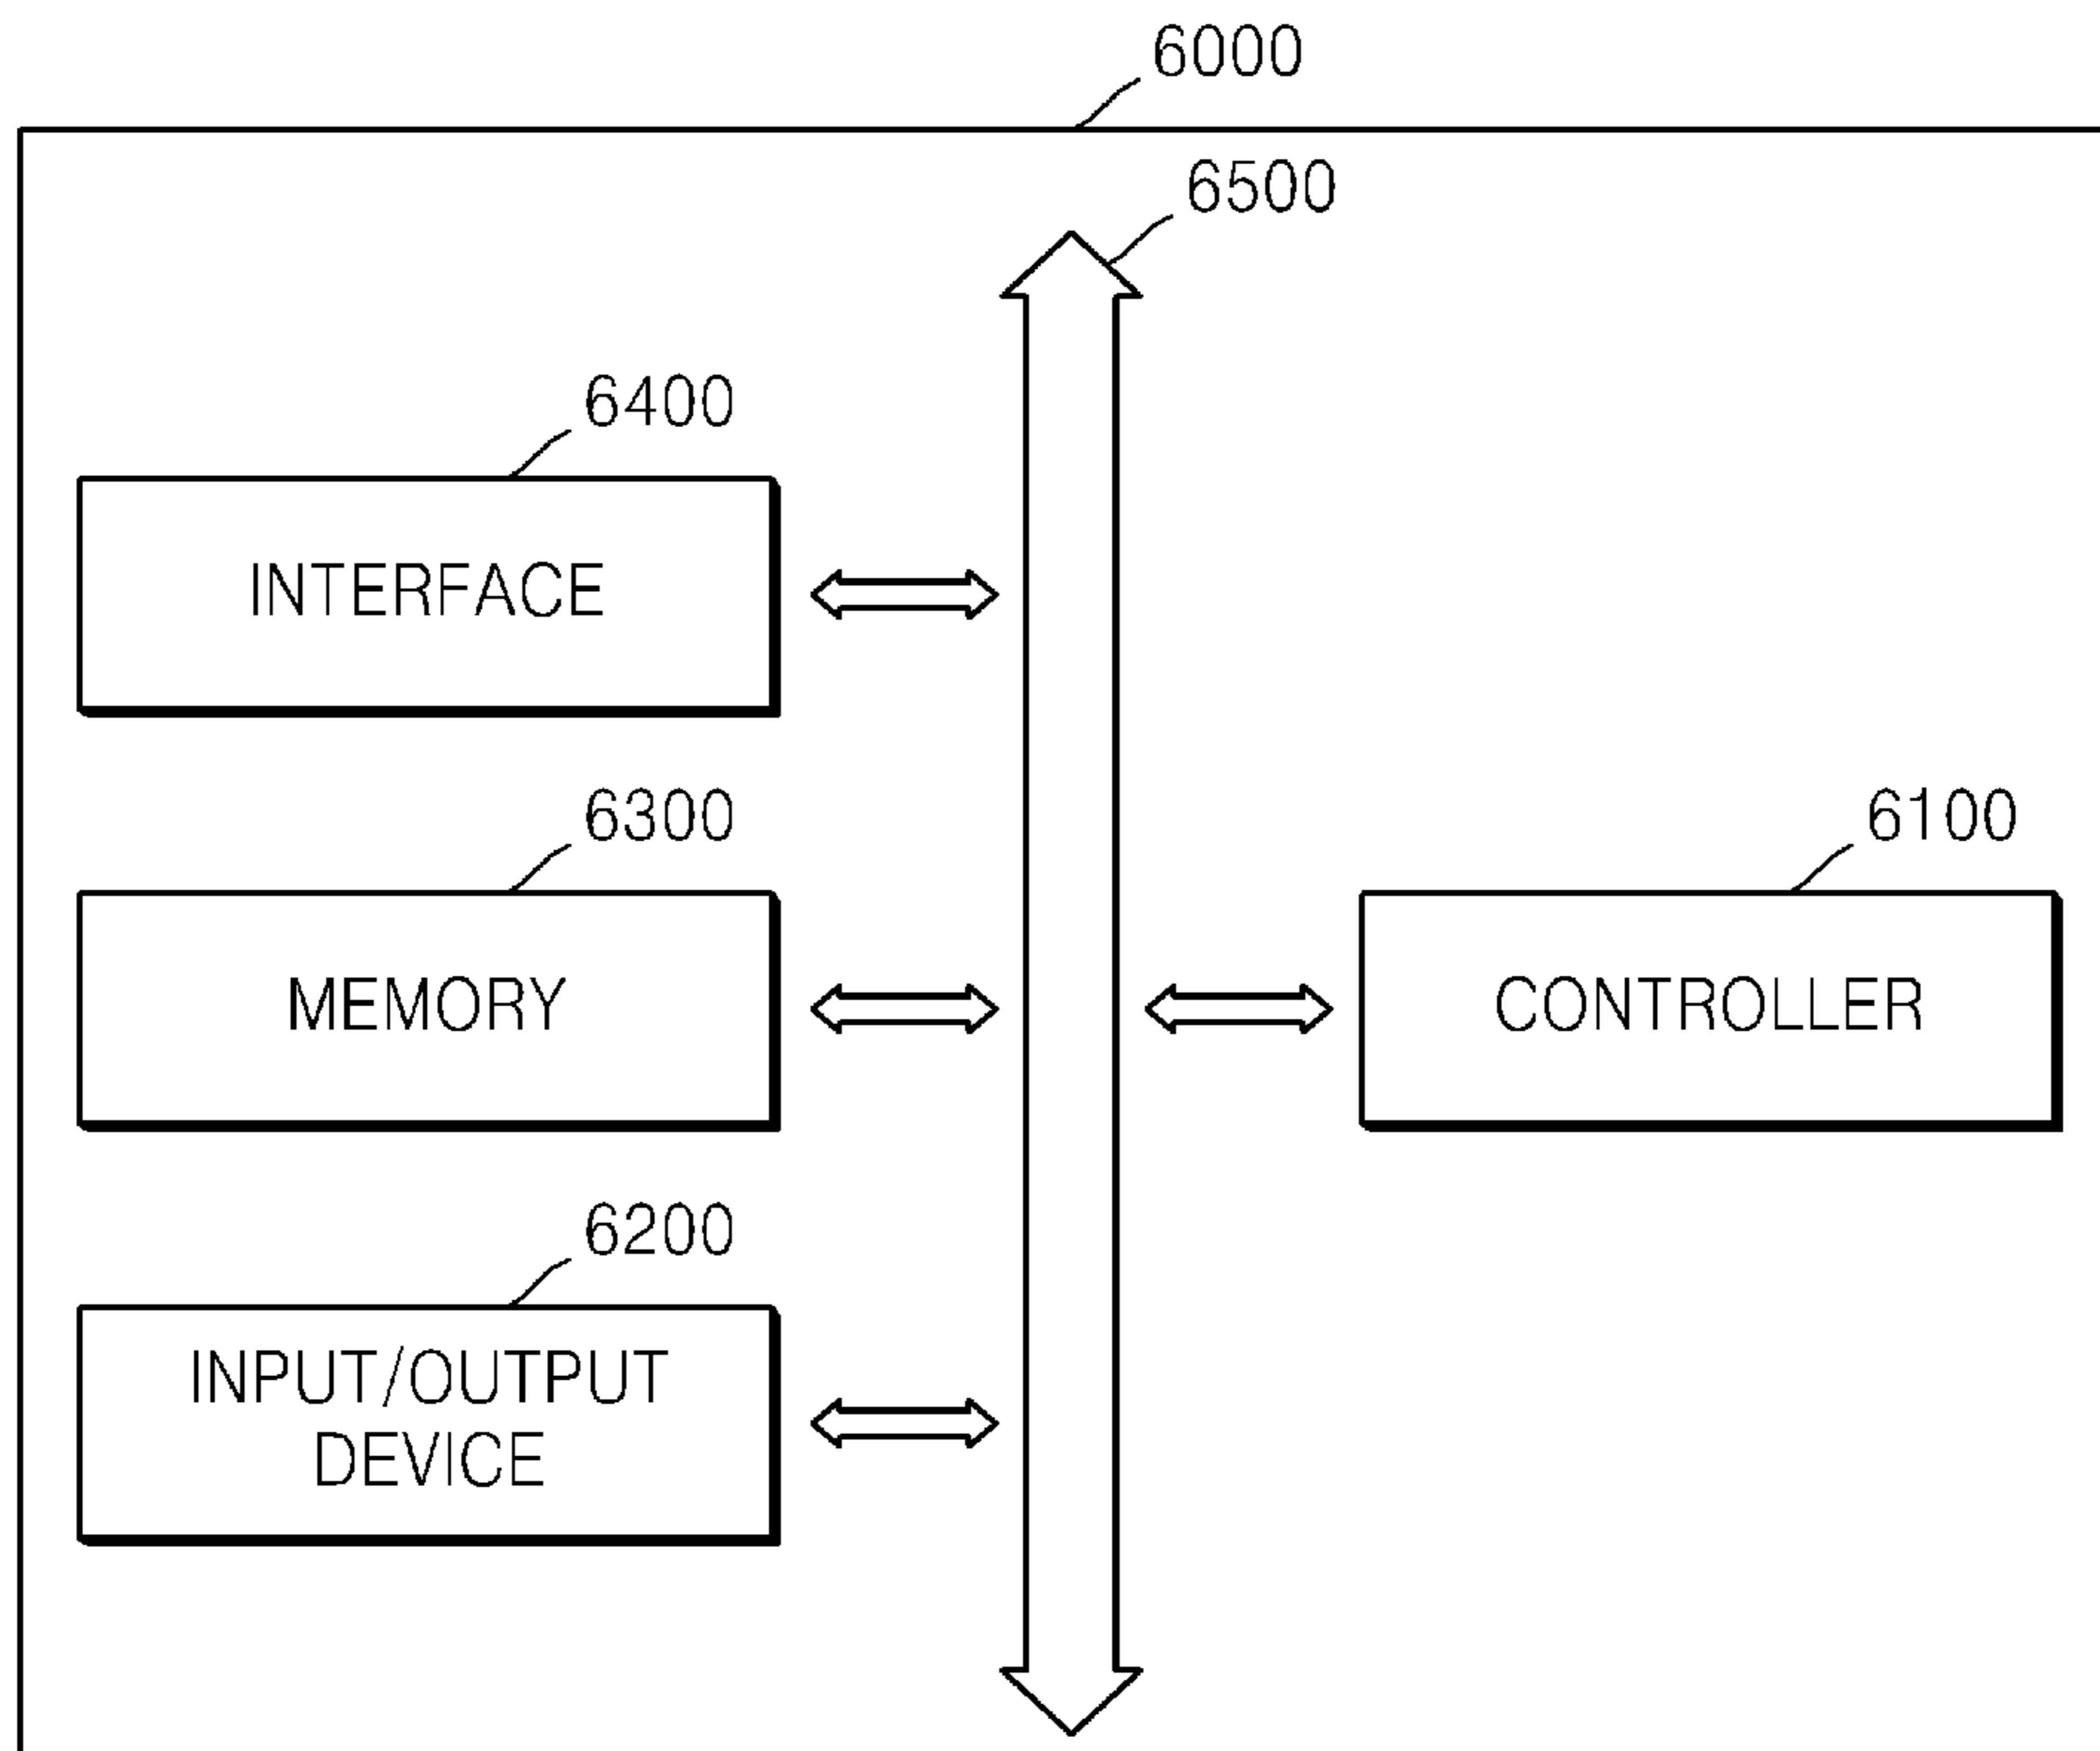 6000
6500
6400
INTERFACE
6300
MEMORY
6100
CONTROLLER
6200
INPUT/OUTPUT
DEVICE